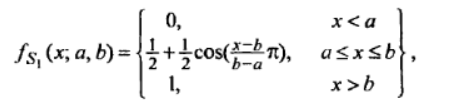 0, x < a
f_{S_1}(x; a, b) = { 1/2 + 1/2 cos( (x−b)/(b−a) π), a ≤ x ≤ b },
1, x > b